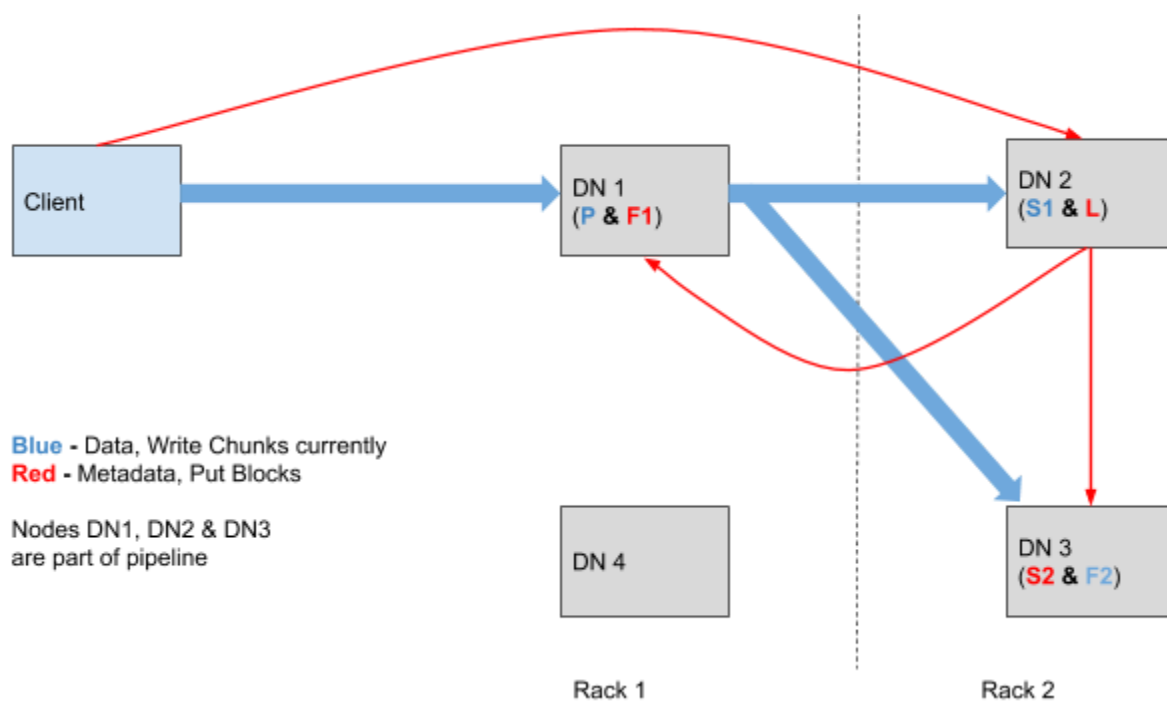 Client
DN 1
(P & F1)
DN 2
(S1 & L)
Blue - Data, Write Chunks currently
Red - Metadata, Put Blocks
Nodes DN1, DN2 & DN3
are part of pipeline
DN 4
DN 3
(S2 & F2)
Rack 1
Rack 2